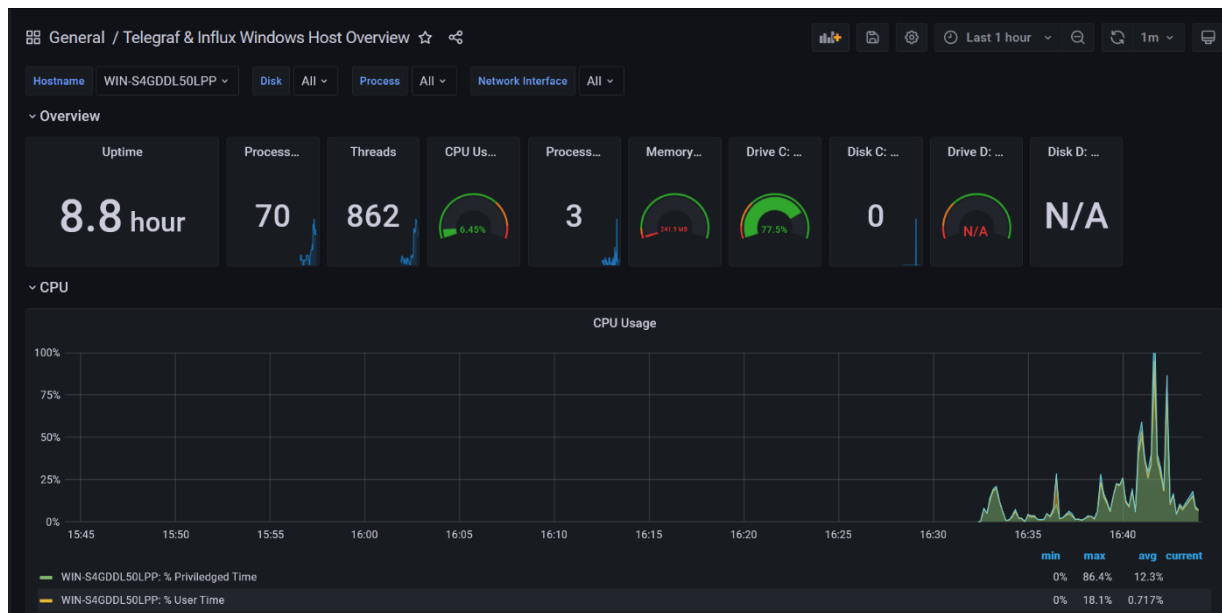 General / Telegraf & Influx Windows Host Overview
Last 1 hour
1m
Hostname WIN-S4GDDL50LPP Disk All Process All Network Interface All
Overview
Uptime Process... Threads CPU Us... Process... Memory... Drive C: ... Disk C: ... Drive D: ... Disk D: ...
8.8 hour 70 862 6.45% 3 241.9 MB 77.5% 0 N/A N/A
CPU
CPU Usage
100%
75%
50%
25%
0%
15:45 15:50 15:55 16:00 16:05 16:10 16:15 16:20 16:25 16:30 16:35 16:40
min max avg current
WIN-S4GDDL50LPP: % Priviledged Time 0% 86.4% 12.3%
WIN-S4GDDL50LPP: % User Time 0% 18.1% 0.717%